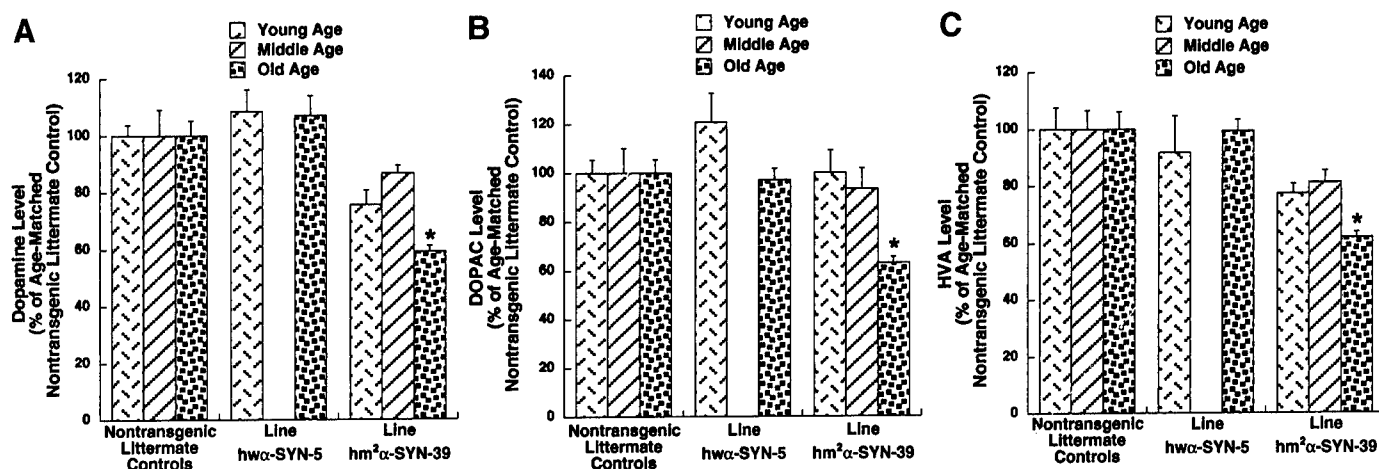 A
Young Age
Middle Age
Old Age
Dopamine Level
(% of Age-Matched
Nontransgenic Littermate Control)
120
100
80
60
40
20
0
Nontransgenic
Littermate
Controls
Line
hwα-SYN-5
Line
hm²α-SYN-39
*
B
Young Age
Middle Age
Old Age
DOPAC Level
(% of Age-Matched
Nontransgenic Littermate Control)
140
120
100
80
60
40
20
0
Nontransgenic
Littermate
Controls
Line
hwα-SYN-5
Line
hm²α-SYN-39
*
C
Young Age
Middle Age
Old Age
HVA Level
(% of Age-Matched
Nontransgenic Littermate Control)
120
100
80
60
40
20
0
Nontransgenic
Littermate
Controls
Line
hwα-SYN-5
Line
hm²α-SYN-39
*